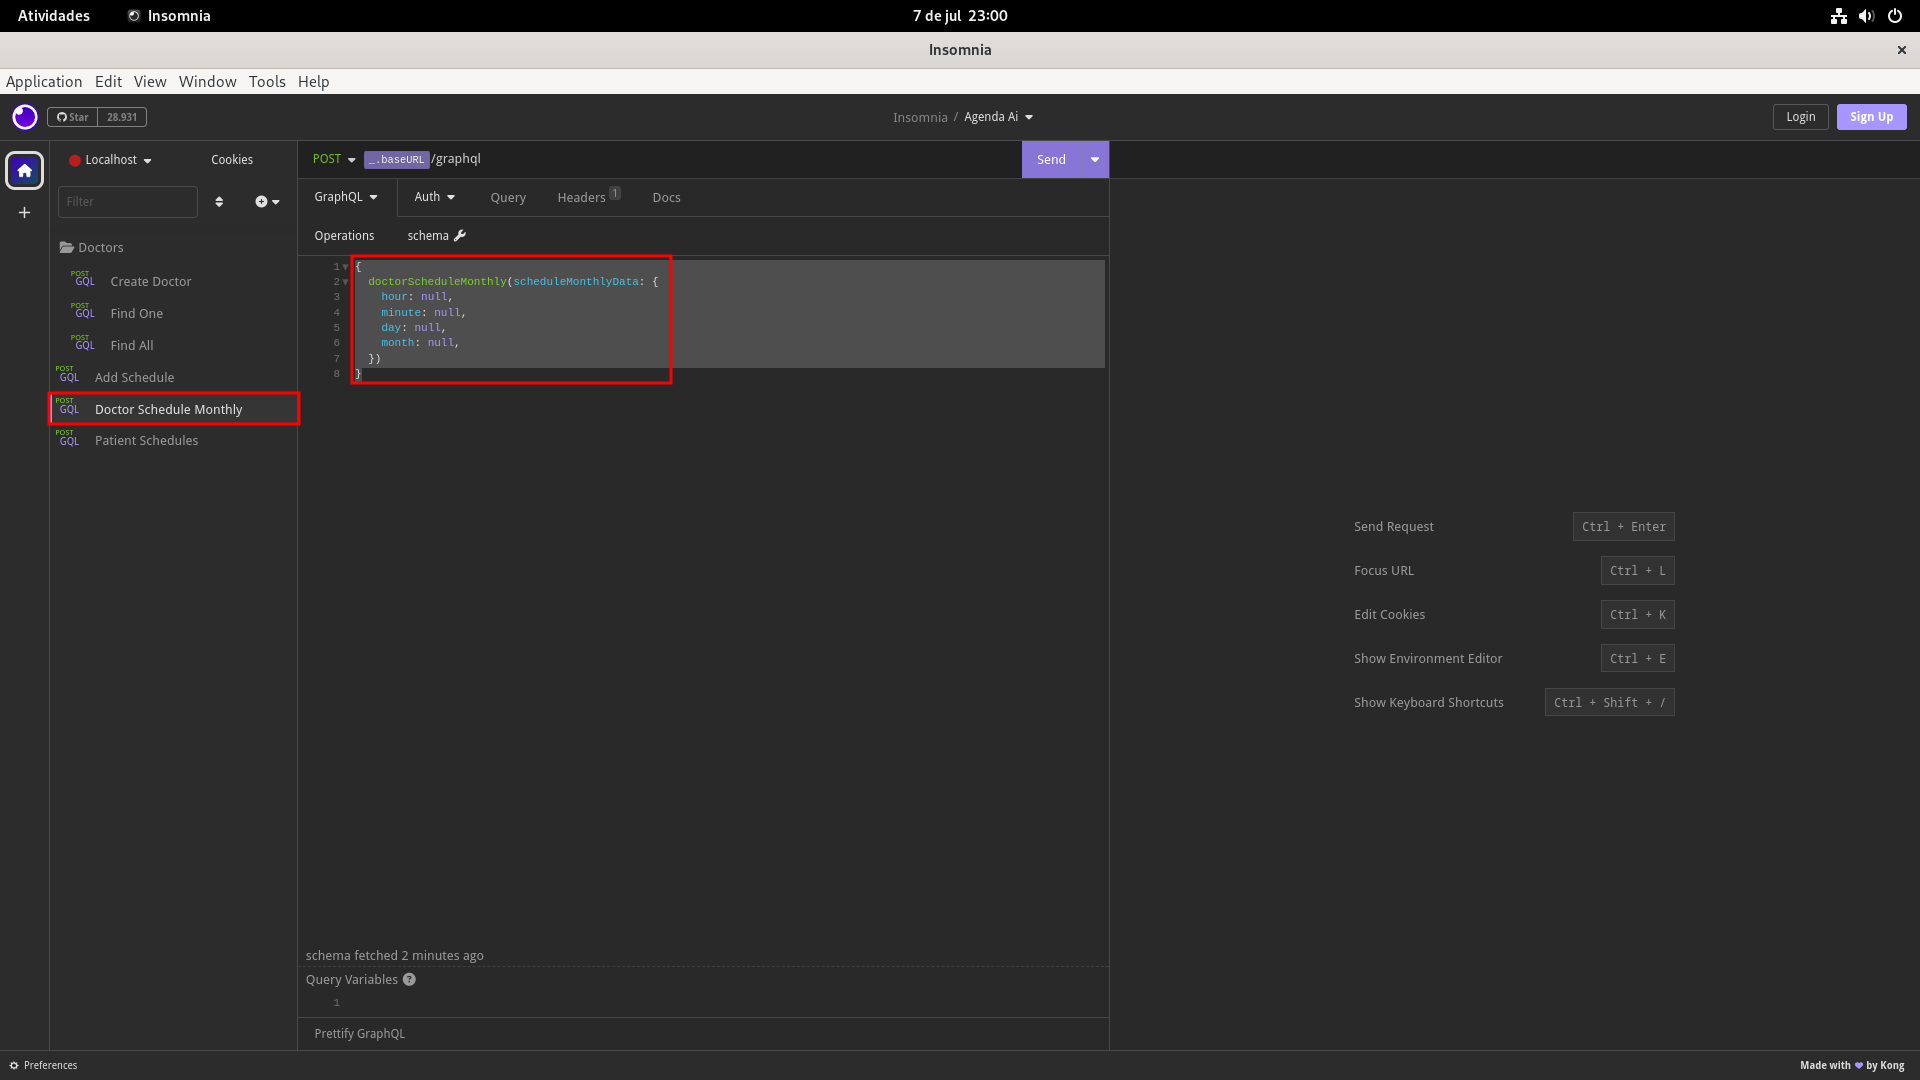 Atividades Insomnia 7 de jul 23:00
Insomnia
Application Edit View Window Tools Help
Star 28.931 Insomnia / Agenda Ai Login Sign Up
Localhost Cookies
POST _.baseURL /graphql Send
GraphQL Auth Query Headers 1 Docs
Filter
Operations schema
Doctors
POST GQL Create Doctor
POST GQL Find One
POST GQL Find All
POST GQL Add Schedule
POST GQL Doctor Schedule Monthly
POST GQL Patient Schedules
1 {
2 doctorScheduleMonthly(scheduleMonthlyData: {
3 hour: null,
4 minute: null,
5 day: null,
6 month: null,
7 })
8 }
Send Request Ctrl + Enter
Focus URL Ctrl + L
Edit Cookies Ctrl + K
Show Environment Editor Ctrl + E
Show Keyboard Shortcuts Ctrl + Shift + /
schema fetched 2 minutes ago
Query Variables ?
1
Prettify GraphQL
Preferences Made with by Kong